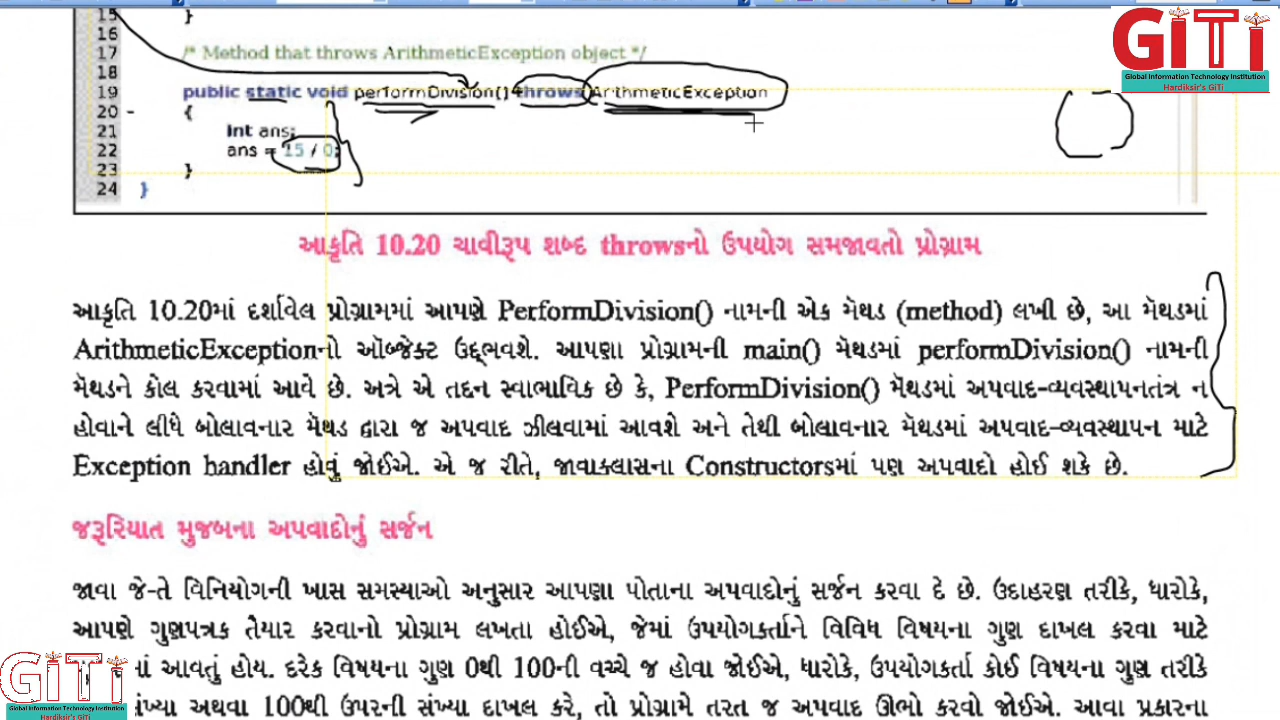 15 }
16
17 /* Method that throws ArithmeticException object */
18
19 public static void performDivision() throws ArithmeticException
20 - {
21 int ans;
22 ans = 15 / 0;
23 }
24 }
આકૃતિ 10.20 ચાવીરૂપ શબ્દ throwsનો ઉપયોગ સમજાવતો પ્રોગ્રામ
આકૃતિ 10.20માં દર્શાવેલ પ્રોગ્રામમાં આપણે PerformDivision() નામની એક મૅથડ (method) લખી છે, આ મૅથડમાં
ArithmeticExceptionનો ઑબ્જેક્ટ ઉદ્દ્ભવશે. આપણા પ્રોગ્રામની main() મૅથડમાં performDivision() નામની
મૅથડને કોલ કરવામાં આવે છે. અત્રે એ તદ્દન સ્વાભાવિક છે કે, PerformDivision() મૅથડમાં અપવાદ-વ્યવસ્થાપનતંત્ર ન
હોવાને લીધે બોલાવનાર મૅથડ દ્વારા જ અપવાદ ઝીલવામાં આવશે અને તેથી બોલાવનાર મૅથડમાં અપવાદ-વ્યવસ્થાપન માટે
Exception handler હોવું જોઈએ. એ જ રીતે, જાવાક્લાસના Constructorsમાં પણ અપવાદો હોઈ શકે છે.
જરૂરિયાત મુજબના અપવાદોનું સર્જન
જાવા જે-તે વિનિયોગની ખાસ સમસ્યાઓ અનુસાર આપણા પોતાના અપવાદોનું સર્જન કરવા દે છે. ઉદાહરણ તરીકે, ધારોકે,
આપણે ગુણપત્રક તૈયાર કરવાનો પ્રોગ્રામ લખતા હોઈએ, જેમાં ઉપયોગકર્તાને વિવિધ વિષયના ગુણ દાખલ કરવા માટે
આવતું હોય. દરેક વિષયના ગુણ 0થી 100ની વચ્ચે જ હોવા જોઈએ, ધારોકે, ઉપયોગકર્તા કોઈ વિષયના ગુણ તરીકે
અથવા 100થી ઉપરની સંખ્યા દાખલ કરે, તો પ્રોગ્રામે તરત જ અપવાદ ઊભો કરવો જોઈએ. આવા પ્રકારના
GiTi
Global Information Technology Institution
Hardiksir's GiTi
GiTi
Global Information Technology Institution
Hardiksir's GiTi